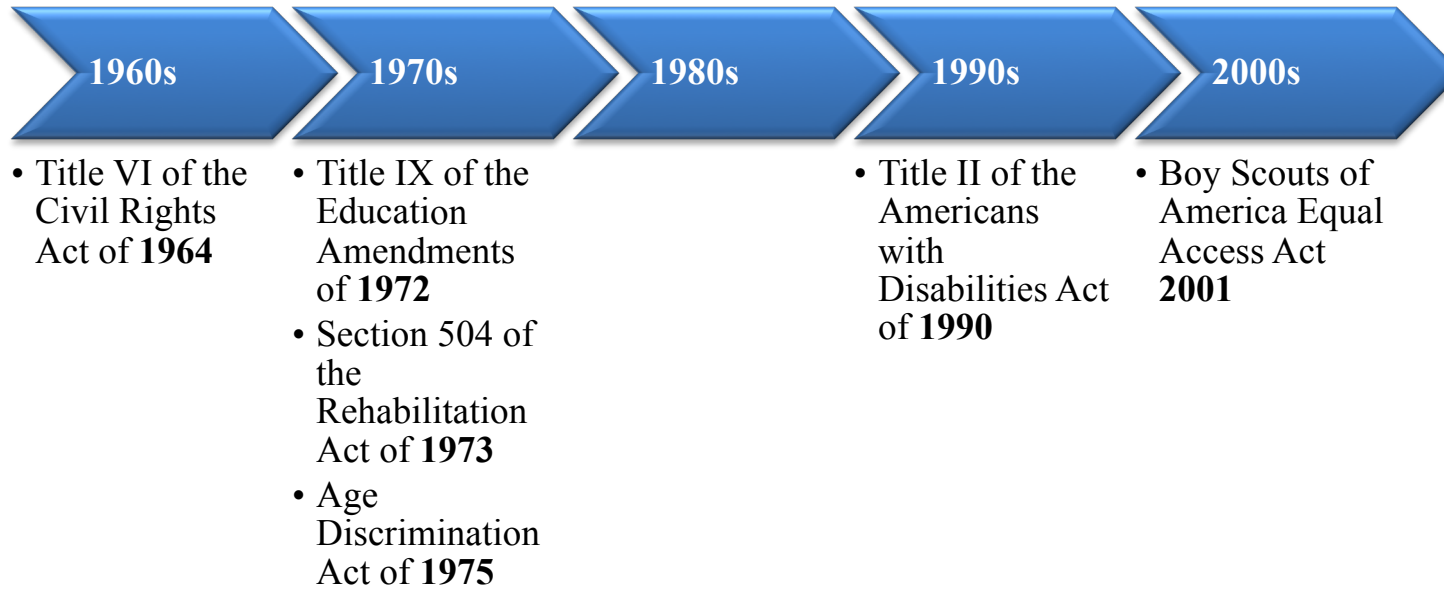 1960s
1970s
1980s
1990s
2000s
• Title VI of the
Civil Rights
Act of 1964
• Title IX of the
Education
Amendments
of 1972
• Section 504 of
the
Rehabilitation
Act of 1973
• Age
Discrimination
Act of 1975
• Title II of the
Americans
with
Disabilities Act
of 1990
• Boy Scouts of
America Equal
Access Act
2001